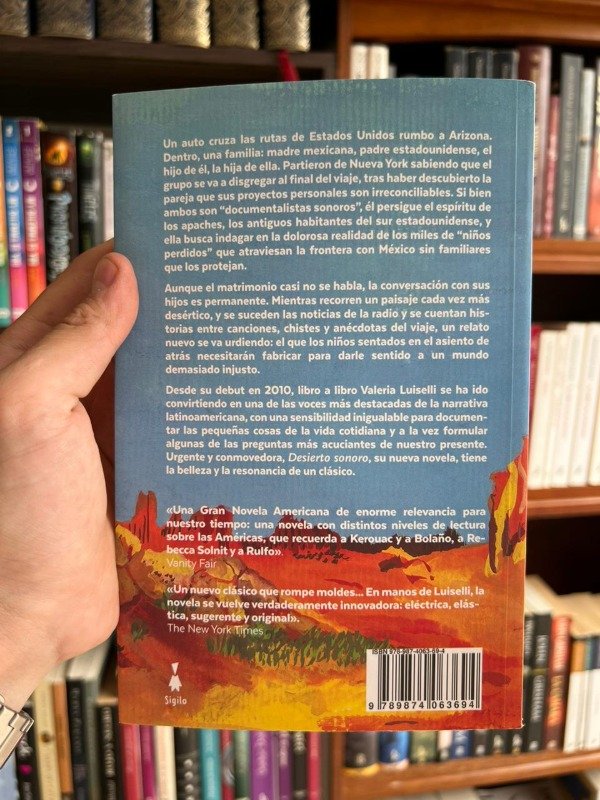 Un auto cruza las rutas de Estados Unidos rumbo a Arizona.
Dentro, una familia: madre mexicana, padre estadounidense, el
hijo de él, la hija de ella. Partieron de Nueva York sabiendo que el
grupo se va a disgregar al final del viaje, tras haber descubierto la
pareja que sus proyectos personales son irreconciliables. Si bien
ambos son “documentalistas sonoros”, él persigue el espíritu de
los apaches, los antiguos habitantes del sur estadounidense, y
ella busca indagar en la dolorosa realidad de los miles de “niños
perdidos” que atraviesan la frontera con México sin familiares
que los protejan.
Aunque el matrimonio casi no se habla, la conversación con sus
hijos es permanente. Mientras recorren un paisaje cada vez más
desértico, y se suceden las noticias de la radio y se cuentan his-
torias entre canciones, chistes y anécdotas del viaje, un relato
nuevo se va urdiendo: el que los niños sentados en el asiento de
atrás necesitarán fabricar para darle sentido a un mundo
demasiado injusto.
Desde su debut en 2010, libro a libro Valeria Luiselli se ha ido
convirtiendo en una de las voces más destacadas de la narrativa
latinoamericana, con una sensibilidad inigualable para documen-
tar las pequeñas cosas de la vida cotidiana y a la vez formular
algunas de las preguntas más acuciantes de nuestro presente.
Urgente y conmovedora, Desierto sonoro, su nueva novela, tiene
la belleza y la resonancia de un clásico.
«Una Gran Novela Americana de enorme relevancia para
nuestro tiempo: una novela con distintos niveles de lectura
sobre las Américas, que recuerda a Kerouac y a Bolaño, a Re-
becca Solnit y a Rulfo».
Vanity Fair
«Un nuevo clásico que rompe moldes... En manos de Luiselli, la
novela se vuelve verdaderamente innovadora: eléctrica, elás-
tica, sugerente y original».
The New York Times
Sigilo
ISBN 978-987-4063-69-4
9 789874 063694